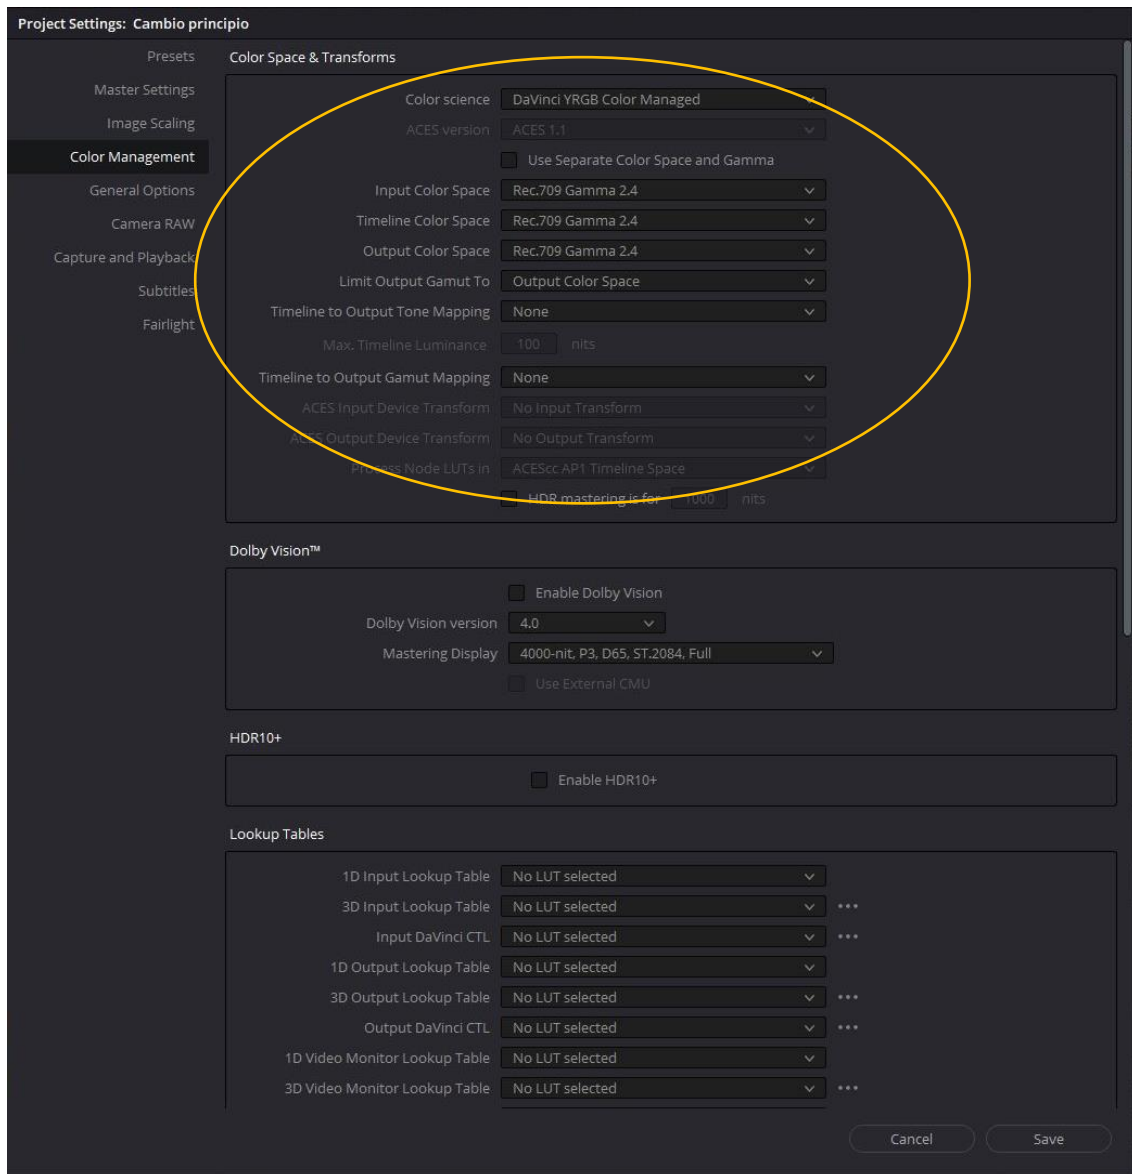 Project Settings: Cambio principio
Presets
Master Settings
Image Scaling
Color Management
General Options
Camera RAW
Capture and Playback
Subtitles
Fairlight
Color Space & Transforms
Color science DaVinci YRGB Color Managed
ACES version ACES 1.1
Use Separate Color Space and Gamma
Input Color Space Rec.709 Gamma 2.4
Timeline Color Space Rec.709 Gamma 2.4
Output Color Space Rec.709 Gamma 2.4
Limit Output Gamut To Output Color Space
Timeline to Output Tone Mapping None
Max. Timeline Luminance 100 nits
Timeline to Output Gamut Mapping None
ACES Input Device Transform No Input Transform
ACES Output Device Transform No Output Transform
Process Node LUTs in ACEScc AP1 Timeline Space
HDR mastering is for 1000 nits
Dolby Vision™
Enable Dolby Vision
Dolby Vision version 4.0
Mastering Display 4000-nit, P3, D65, ST.2084, Full
Use External CMU
HDR10+
Enable HDR10+
Lookup Tables
1D Input Lookup Table No LUT selected
3D Input Lookup Table No LUT selected
Input DaVinci CTL No LUT selected
1D Output Lookup Table No LUT selected
3D Output Lookup Table No LUT selected
Output DaVinci CTL No LUT selected
1D Video Monitor Lookup Table No LUT selected
3D Video Monitor Lookup Table No LUT selected
Cancel Save